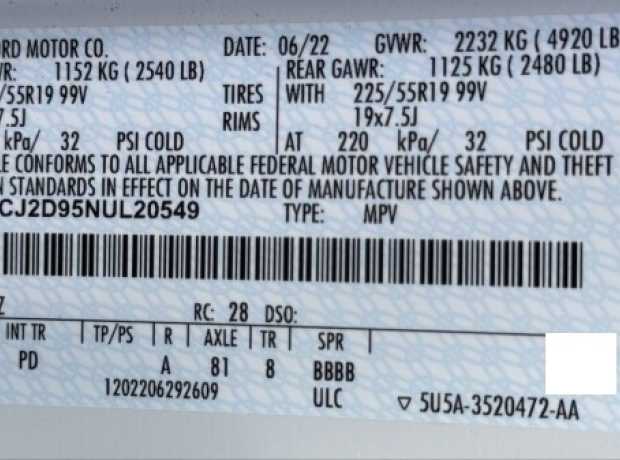 RD MOTOR CO. DATE: 06/22 GVWR: 2232 KG ( 4920 LB
R: 1152 KG ( 2540 LB) REAR GAWR: 1125 KG ( 2480 LB)
/55R19 99V TIRES WITH 225/55R19 99V
7.5J RIMS 19x7.5J
kPa/ 32 PSI COLD AT 220 kPa/ 32 PSI COLD
LE CONFORMS TO ALL APPLICABLE FEDERAL MOTOR VEHICLE SAFETY AND THEFT
N STANDARDS IN EFFECT ON THE DATE OF MANUFACTURE SHOWN ABOVE.
CJ2D95NUL20549 TYPE: MPV
Z RC: 28 DSO:
INT TR TP/PS R AXLE TR SPR
PD A 81 8 BBBB
1202206292609 ULC ▽ 5U5A-3520472-AA